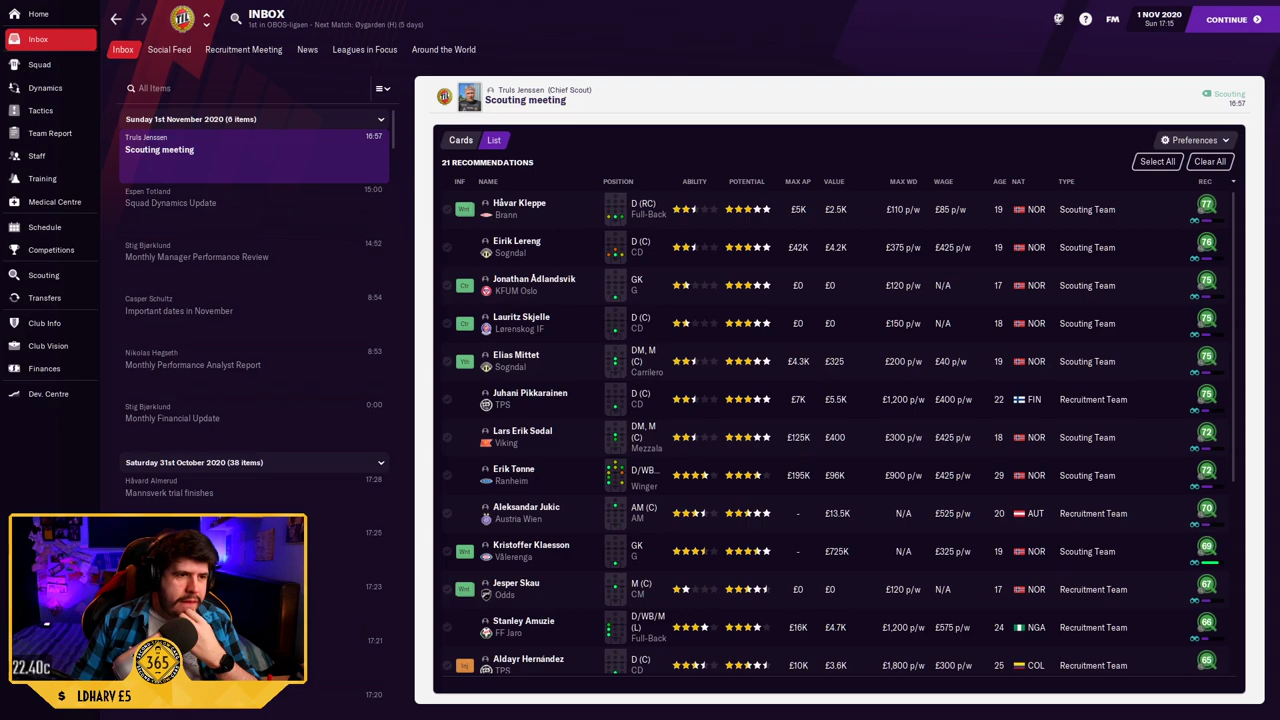 INBOX
1st in OBOS-ligaen - Next Match: Øygarden (H) (5 days)
FM
1 NOV 2020
Sun 17:15
CONTINUE
Home
Inbox
Squad
Dynamics
Tactics
Team Report
Staff
Training
Medical Centre
Schedule
Competitions
Scouting
Transfers
Club Info
Club Vision
Finances
Dev. Centre
Inbox Social Feed Recruitment Meeting News Leagues in Focus Around the World
All Items
Sunday 1st November 2020 (6 items)
Truls Jenssen 16:57
Scouting meeting
Espen Totland 15:00
Squad Dynamics Update
Stig Bjørklund 14:52
Monthly Manager Performance Review
Casper Schultz 8:54
Important dates in November
Nikolas Høgseth 8:53
Monthly Performance Analyst Report
Stig Bjørklund 0:00
Monthly Financial Update
Saturday 31st October 2020 (38 items)
Håvard Almerud 17:28
Mannsverk trial finishes
17:25
17:23
17:21
17:20
22.40c
365
$ LDHARY £5
Truls Jenssen (Chief Scout)
Scouting meeting
Scouting
16:57
Cards List
Preferences
21 RECOMMENDATIONS
Select All Clear All
INF NAME POSITION ABILITY POTENTIAL MAX AP VALUE MAX WD WAGE AGE NAT TYPE REC
Wnt Håvar Kleppe Brann D (RC) Full-Back £5K £2.5K £110 p/w £85 p/w 19 NOR Scouting Team 77
Eirik Lereng Sogndal D (C) CD £42K £4.2K £375 p/w £425 p/w 19 NOR Scouting Team 76
Ctr Jonathan Ådlandsvik KFUM Oslo GK G £0 £0 £120 p/w N/A 17 NOR Scouting Team 75
Ctr Lauritz Skjelle Lørenskog IF D (C) CD £0 £0 £150 p/w N/A 18 NOR Scouting Team 75
Yth Elias Mittet Sogndal DM, M (C) Carrilero £4.3K £325 £200 p/w £40 p/w 19 NOR Scouting Team 75
Juhani Pikkarainen TPS D (C) CD £7K £5.5K £1,200 p/w £400 p/w 22 FIN Recruitment Team 75
Lars Erik Sødal Viking DM, M (C) Mezzala £125K £400 £300 p/w £425 p/w 18 NOR Scouting Team 72
Erik Tønne Ranheim D/WB... Winger £195K £96K £900 p/w £425 p/w 29 NOR Scouting Team 72
Aleksandar Jukic Austria Wien AM (C) AM - £13.5K N/A £525 p/w 20 AUT Recruitment Team 70
Wnt Kristoffer Klaesson Vålerenga GK G - £725K N/A £325 p/w 19 NOR Scouting Team 69
Wnt Jesper Skau Odds M (C) CM £0 £0 £120 p/w N/A 17 NOR Recruitment Team 67
Stanley Amuzie FF Jaro D/WB/M (L) Full-Back £16K £4.7K £1,200 p/w £575 p/w 24 NGA Recruitment Team 66
Inj Aldayr Hernández TPS D (C) CD £10K £3.6K £1,800 p/w £300 p/w 25 COL Recruitment Team 65